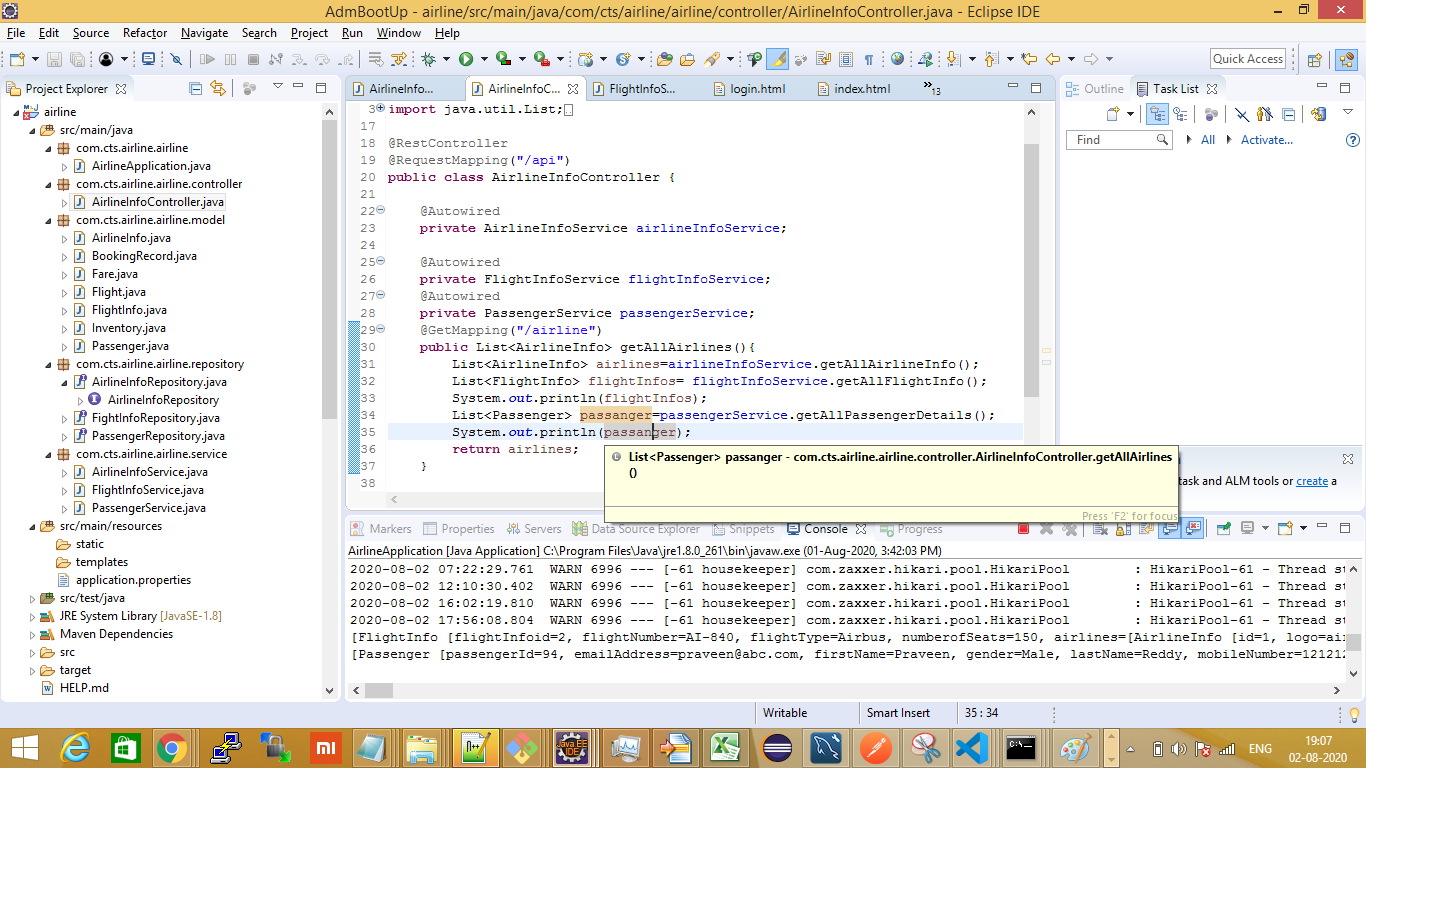 AdmBootUp - airline/src/main/java/com/cts/airline/airline/controller/AirlineInfoController.java - Eclipse IDE
File Edit Source Refactor Navigate Search Project Run Window Help
Quick Access
Project Explorer
airline
src/main/java
com.cts.airline.airline
AirlineApplication.java
com.cts.airline.airline.controller
AirlineInfoController.java
com.cts.airline.airline.model
AirlineInfo.java
BookingRecord.java
Fare.java
Flight.java
FlightInfo.java
Inventory.java
Passenger.java
com.cts.airline.airline.repository
AirlineInfoRepository.java
AirlineInfoRepository
FightInfoRepository.java
PassengerRepository.java
com.cts.airline.airline.service
AirlineInfoService.java
FlightInfoService.java
PassengerService.java
src/main/resources
static
templates
application.properties
src/test/java
JRE System Library [JavaSE-1.8]
Maven Dependencies
src
target
HELP.md
AirlineInfo... AirlineInfoC... FlightInfoS... login.html index.html »13
3 import java.util.List;
17
18 @RestController
19 @RequestMapping("/api")
20 public class AirlineInfoController {
21
22 @Autowired
23 private AirlineInfoService airlineInfoService;
24
25 @Autowired
26 private FlightInfoService flightInfoService;
27 @Autowired
28 private PassengerService passengerService;
29 @GetMapping("/airline")
30 public List<AirlineInfo> getAllAirlines(){
31 List<AirlineInfo> airlines=airlineInfoService.getAllAirlineInfo();
32 List<FlightInfo> flightInfos= flightInfoService.getAllFlightInfo();
33 System.out.println(flightInfos);
34 List<Passenger> passanger=passengerService.getAllPassengerDetails();
35 System.out.println(passanger);
36 return airlines;
37 }
38
List<Passenger> passanger - com.cts.airline.airline.controller.AirlineInfoController.getAllAirlines
()
Press 'F2' for focus
Outline Task List
Find All Activate...
task and ALM tools or create a
Markers Properties Servers Data Source Explorer Snippets Console Progress
AirlineApplication [Java Application] C:\Program Files\Java\jre1.8.0_261\bin\javaw.exe (01-Aug-2020, 3:42:03 PM)
2020-08-02 07:22:29.761 WARN 6996 --- [-61 housekeeper] com.zaxxer.hikari.pool.HikariPool : HikariPool-61 - Thread st
2020-08-02 12:10:30.402 WARN 6996 --- [-61 housekeeper] com.zaxxer.hikari.pool.HikariPool : HikariPool-61 - Thread st
2020-08-02 16:02:19.810 WARN 6996 --- [-61 housekeeper] com.zaxxer.hikari.pool.HikariPool : HikariPool-61 - Thread st
2020-08-02 17:56:08.804 WARN 6996 --- [-61 housekeeper] com.zaxxer.hikari.pool.HikariPool : HikariPool-61 - Thread st
[FlightInfo [flightInfoid=2, flightNumber=AI-840, flightType=Airbus, numberofSeats=150, airlines=[AirlineInfo [id=1, logo=air
[Passenger [passengerId=94, emailAddress=praveen@abc.com, firstName=Praveen, gender=Male, lastName=Reddy, mobileNumber=121212
Writable Smart Insert 35 : 34
ENG
19:07
02-08-2020